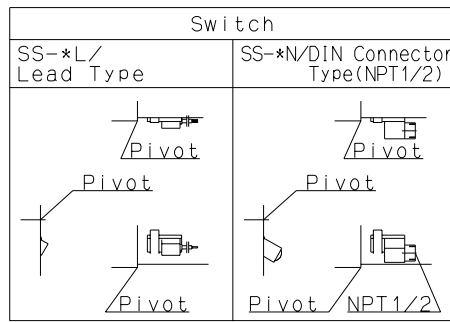 Switch
SS-*L/
Lead Type
SS-*N/DIN Connector
Type(NPT1/2)
Pivot
Pivot
Pivot
Pivot
Pivot
Pivot
NPT1/2